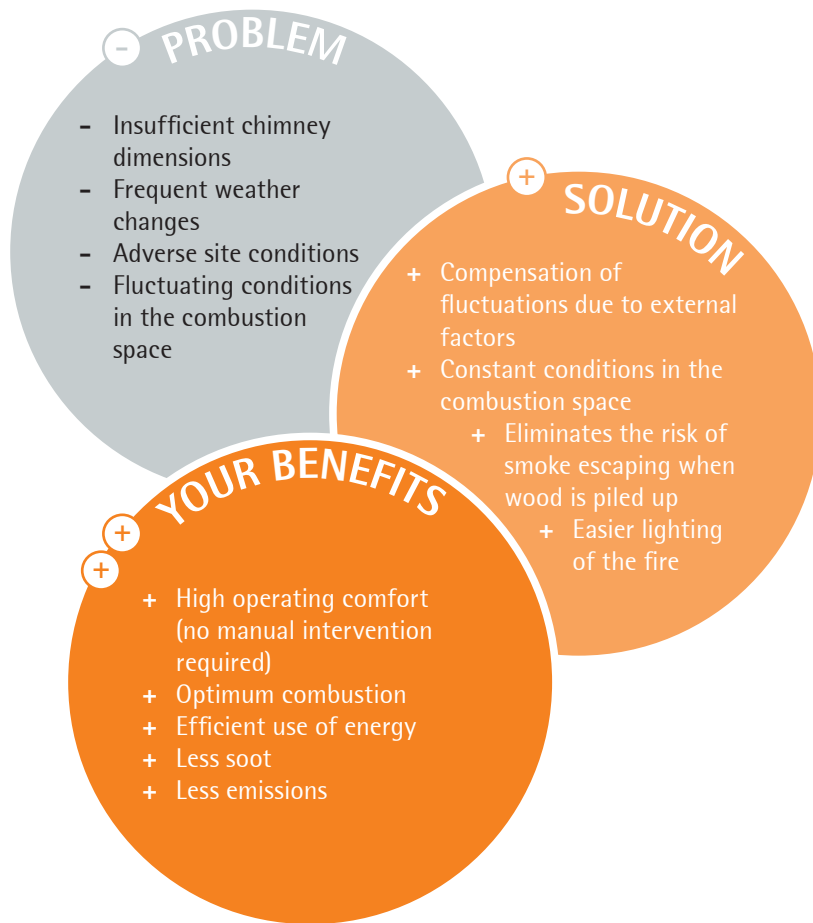 -
PROBLEM
- Insufficient chimney
dimensions
- Frequent weather
changes
- Adverse site conditions
- Fluctuating conditions
in the combustion
space
+
SOLUTION
+ Compensation of
fluctuations due to external
factors
+ Constant conditions in the
combustion space
+ Eliminates the risk of
smoke escaping when
wood is piled up
+ Easier lighting
of the fire
+
+
YOUR BENEFITS
+ High operating comfort
(no manual intervention
required)
+ Optimum combustion
+ Efficient use of energy
+ Less soot
+ Less emissions